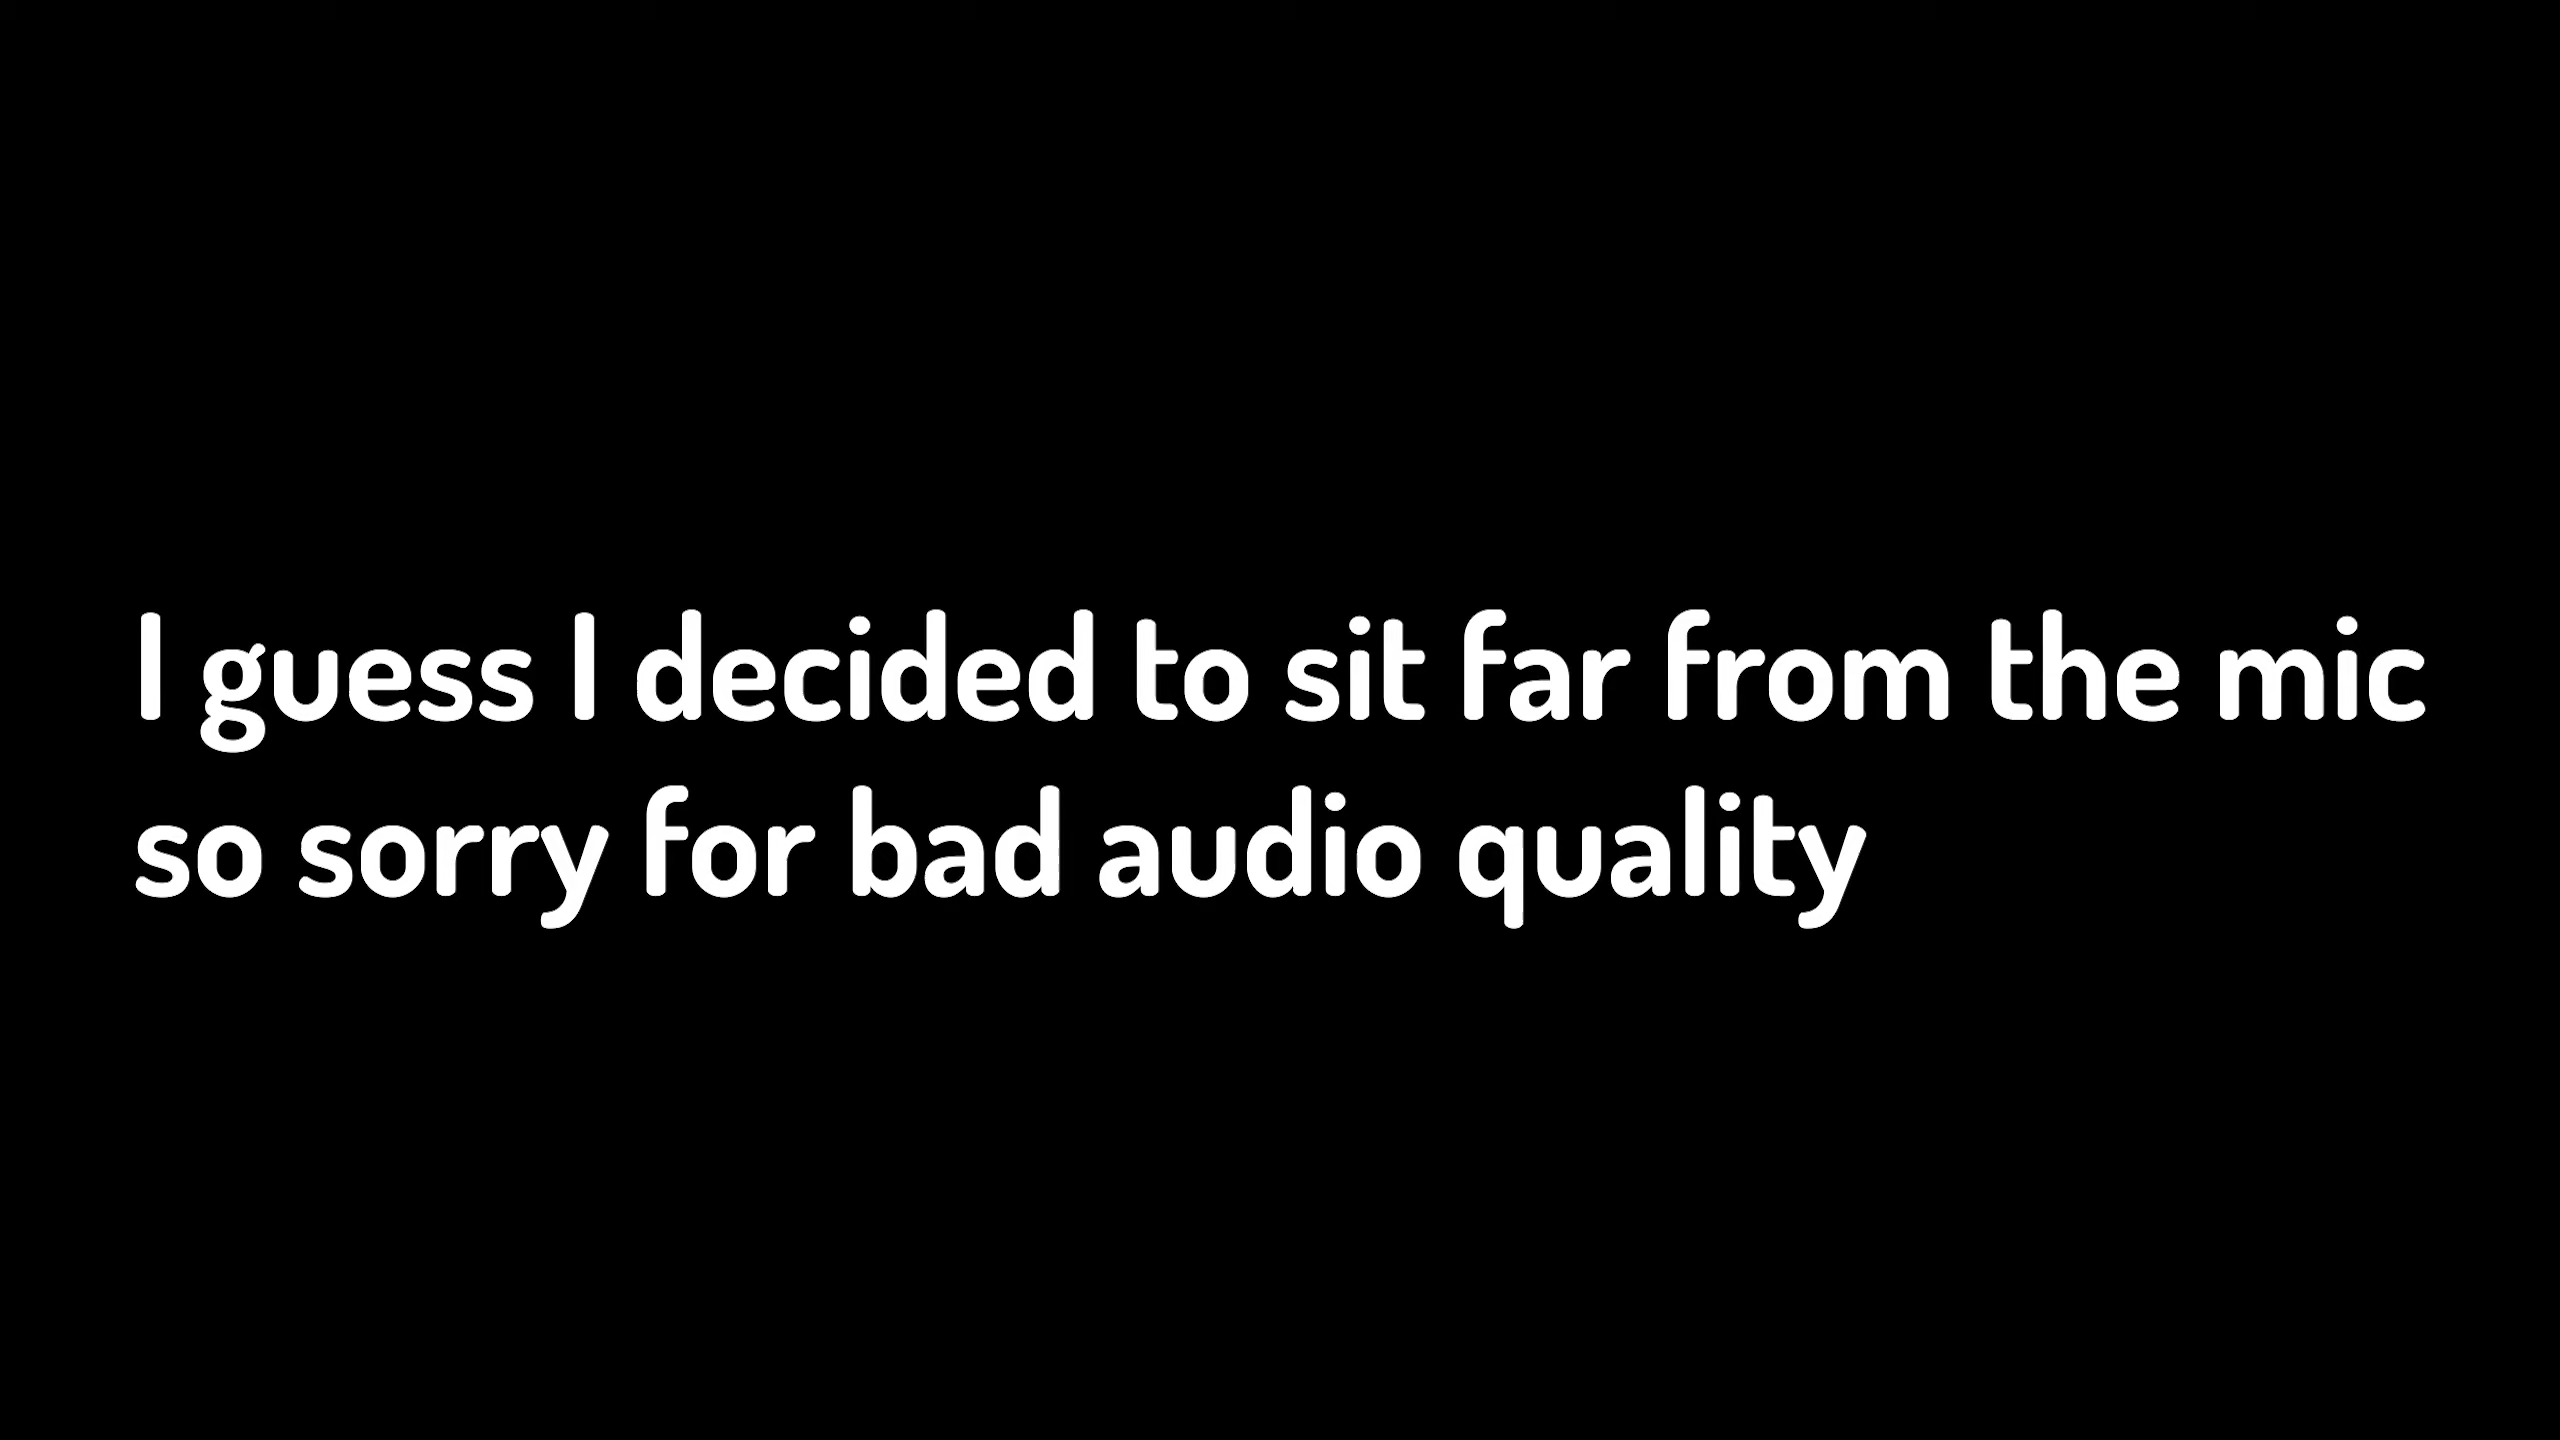 I guess I decided to sit far from the mic
so sorry for bad audio quality